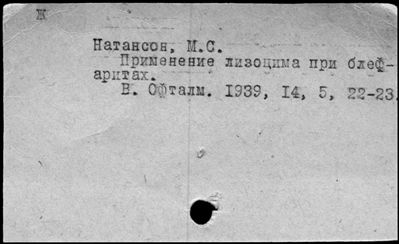 Ж
Натансон, М.С.
Применение лизоцима при блеф-
аритах.
В. Офталм. 1939, 14, 5, 22-23.